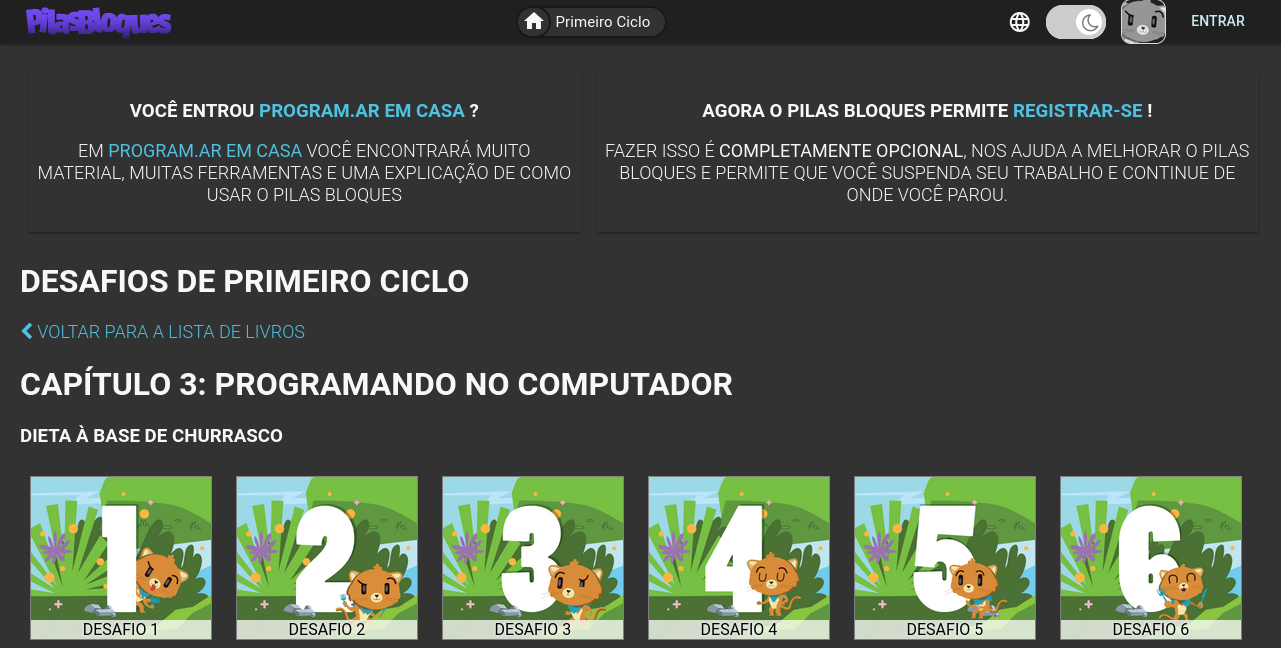 PilasBloques
Primeiro Ciclo
ENTRAR
VOCÊ ENTROU PROGRAM.AR EM CASA ?
EM PROGRAM.AR EM CASA VOCÊ ENCONTRARÁ MUITO
MATERIAL, MUITAS FERRAMENTAS E UMA EXPLICAÇÃO DE COMO
USAR O PILAS BLOQUES
AGORA O PILAS BLOQUES PERMITE REGISTRAR-SE !
FAZER ISSO É COMPLETAMENTE OPCIONAL, NOS AJUDA A MELHORAR O PILAS
BLOQUES E PERMITE QUE VOCÊ SUSPENDA SEU TRABALHO E CONTINUE DE
ONDE VOCÊ PAROU.
DESAFIOS DE PRIMEIRO CICLO
VOLTAR PARA A LISTA DE LIVROS
CAPÍTULO 3: PROGRAMANDO NO COMPUTADOR
DIETA À BASE DE CHURRASCO
1
DESAFIO 1
2
DESAFIO 2
3
DESAFIO 3
4
DESAFIO 4
5
DESAFIO 5
6
DESAFIO 6